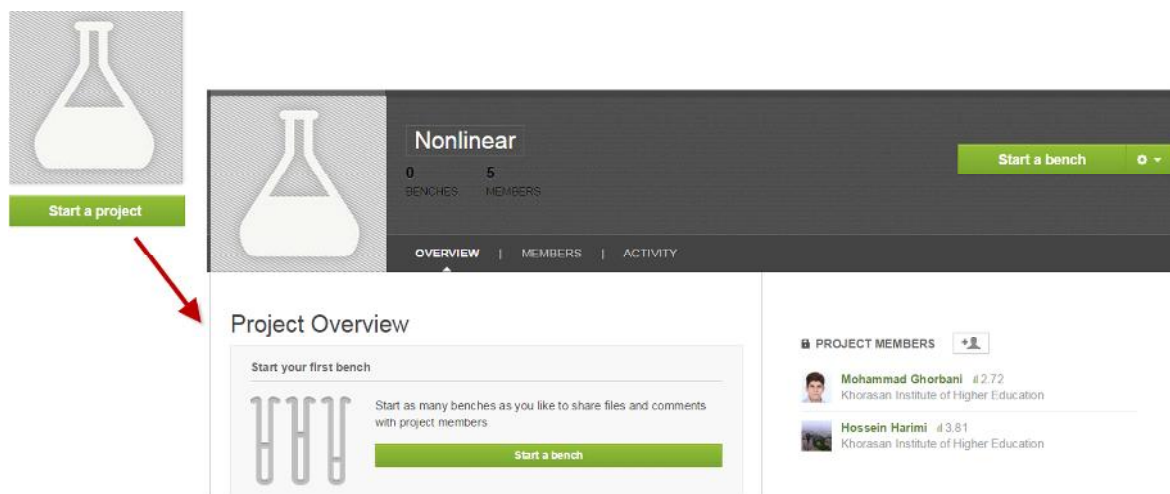 Start a project
Nonlinear
0 5
BENCHES MEMBERS
Start a bench
OVERVIEW | MEMBERS | ACTIVITY
Project Overview
Start your first bench
Start as many benches as you like to share files and comments
with project members
Start a bench
PROJECT MEMBERS
Mohammad Ghorbani 2.72
Khorasan Institute of Higher Education
Hossein Harimi 3.81
Khorasan Institute of Higher Education